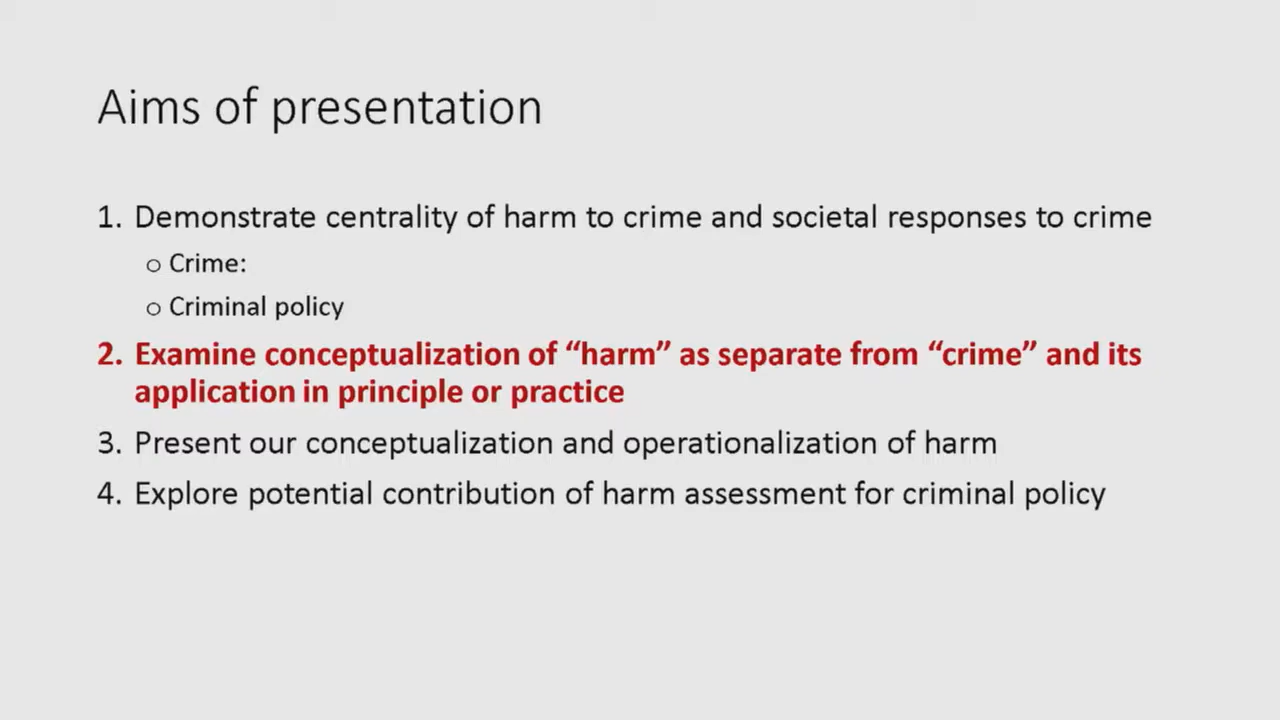 Aims of presentation
1. Demonstrate centrality of harm to crime and societal responses to crime
o Crime:
o Criminal policy
2. Examine conceptualization of “harm” as separate from “crime” and its
application in principle or practice
3. Present our conceptualization and operationalization of harm
4. Explore potential contribution of harm assessment for criminal policy